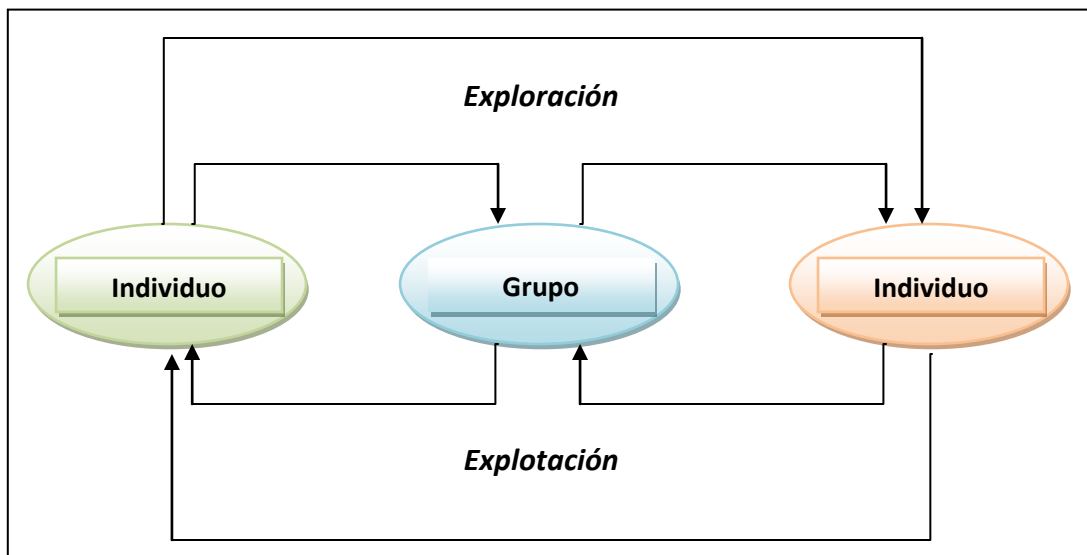 Exploración
Individuo
Grupo
Individuo
Explotación